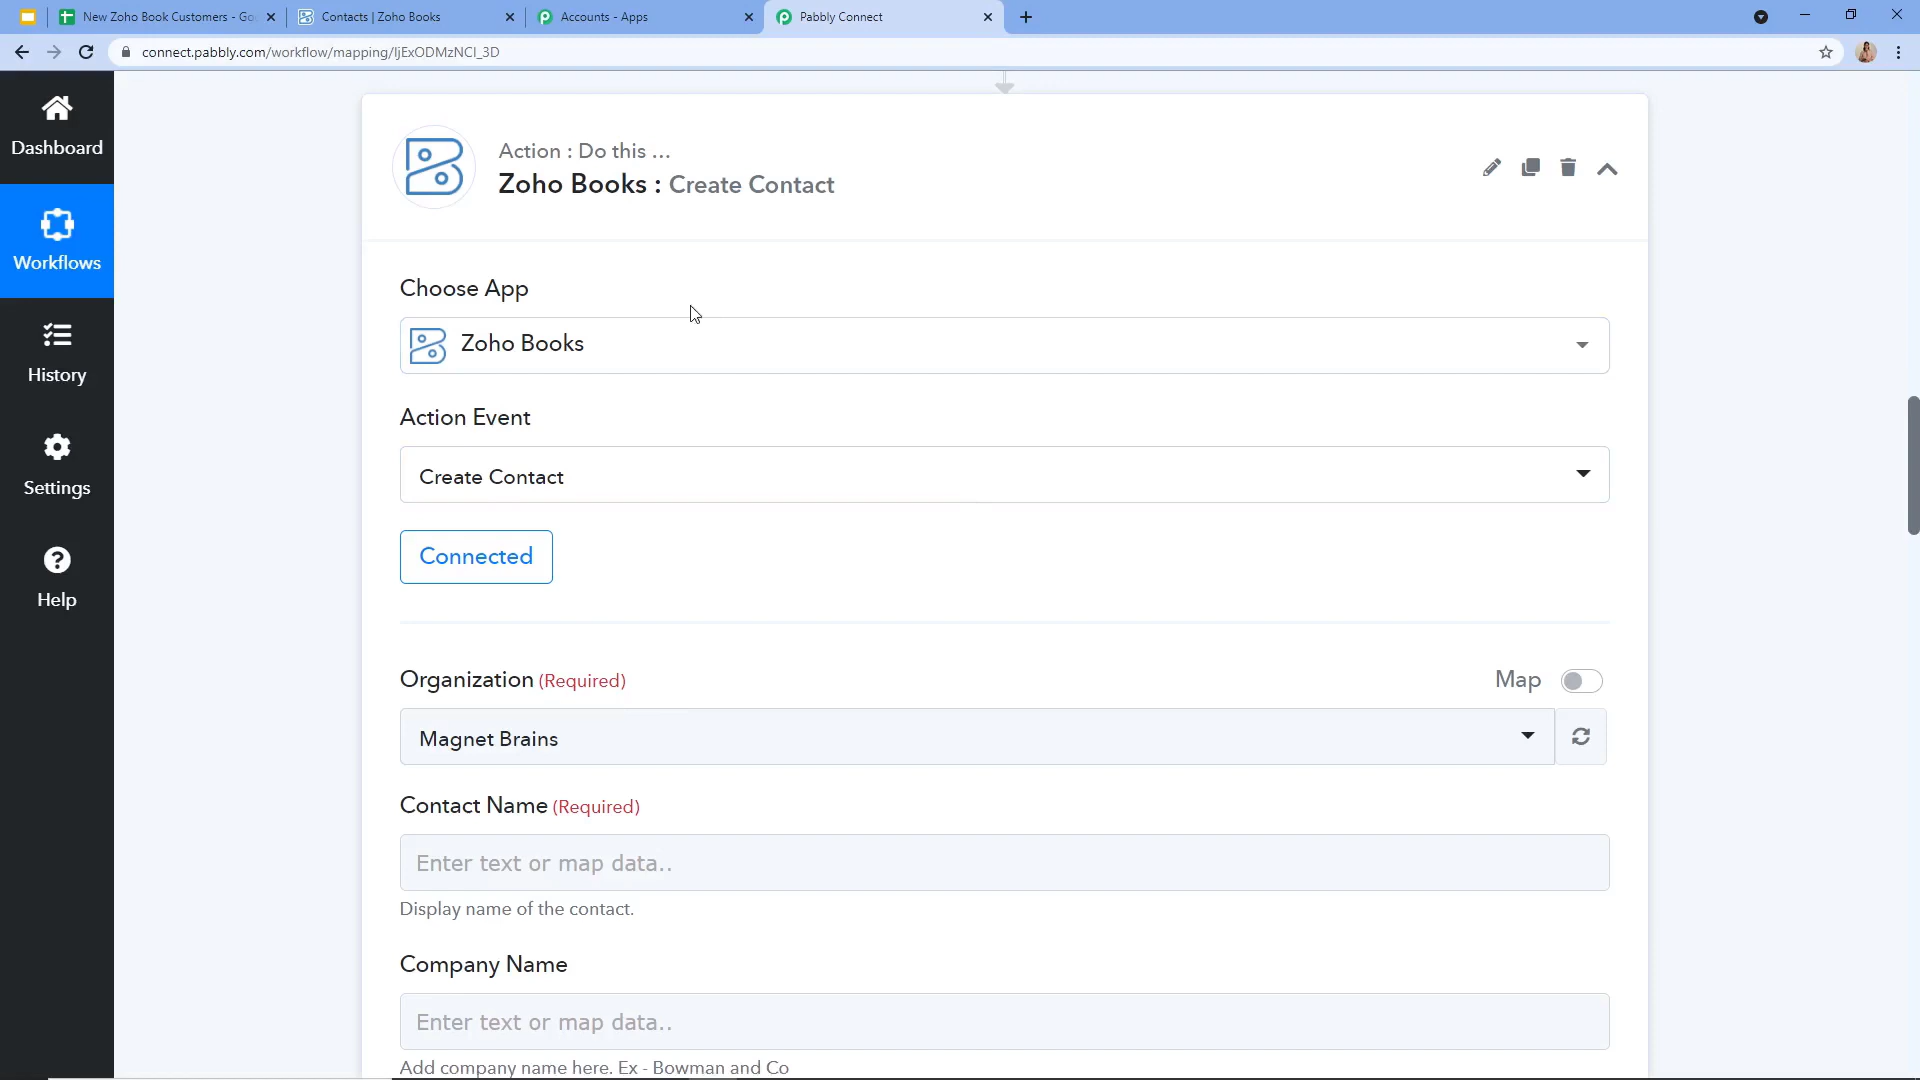 New Zoho Book Customers - Go
Contacts | Zoho Books
Accounts - Apps
Pabbly Connect
connect.pabbly.com/workflow/mapping/IjExODMzNCI_3D
Dashboard
Workflows
History
Settings
Help
Action : Do this ...
Zoho Books : Create Contact
Choose App
Zoho Books
Action Event
Create Contact
Connected
Organization (Required)
Map
Magnet Brains
Contact Name (Required)
Enter text or map data..
Display name of the contact.
Company Name
Enter text or map data..
Add company name here. Ex - Bowman and Co